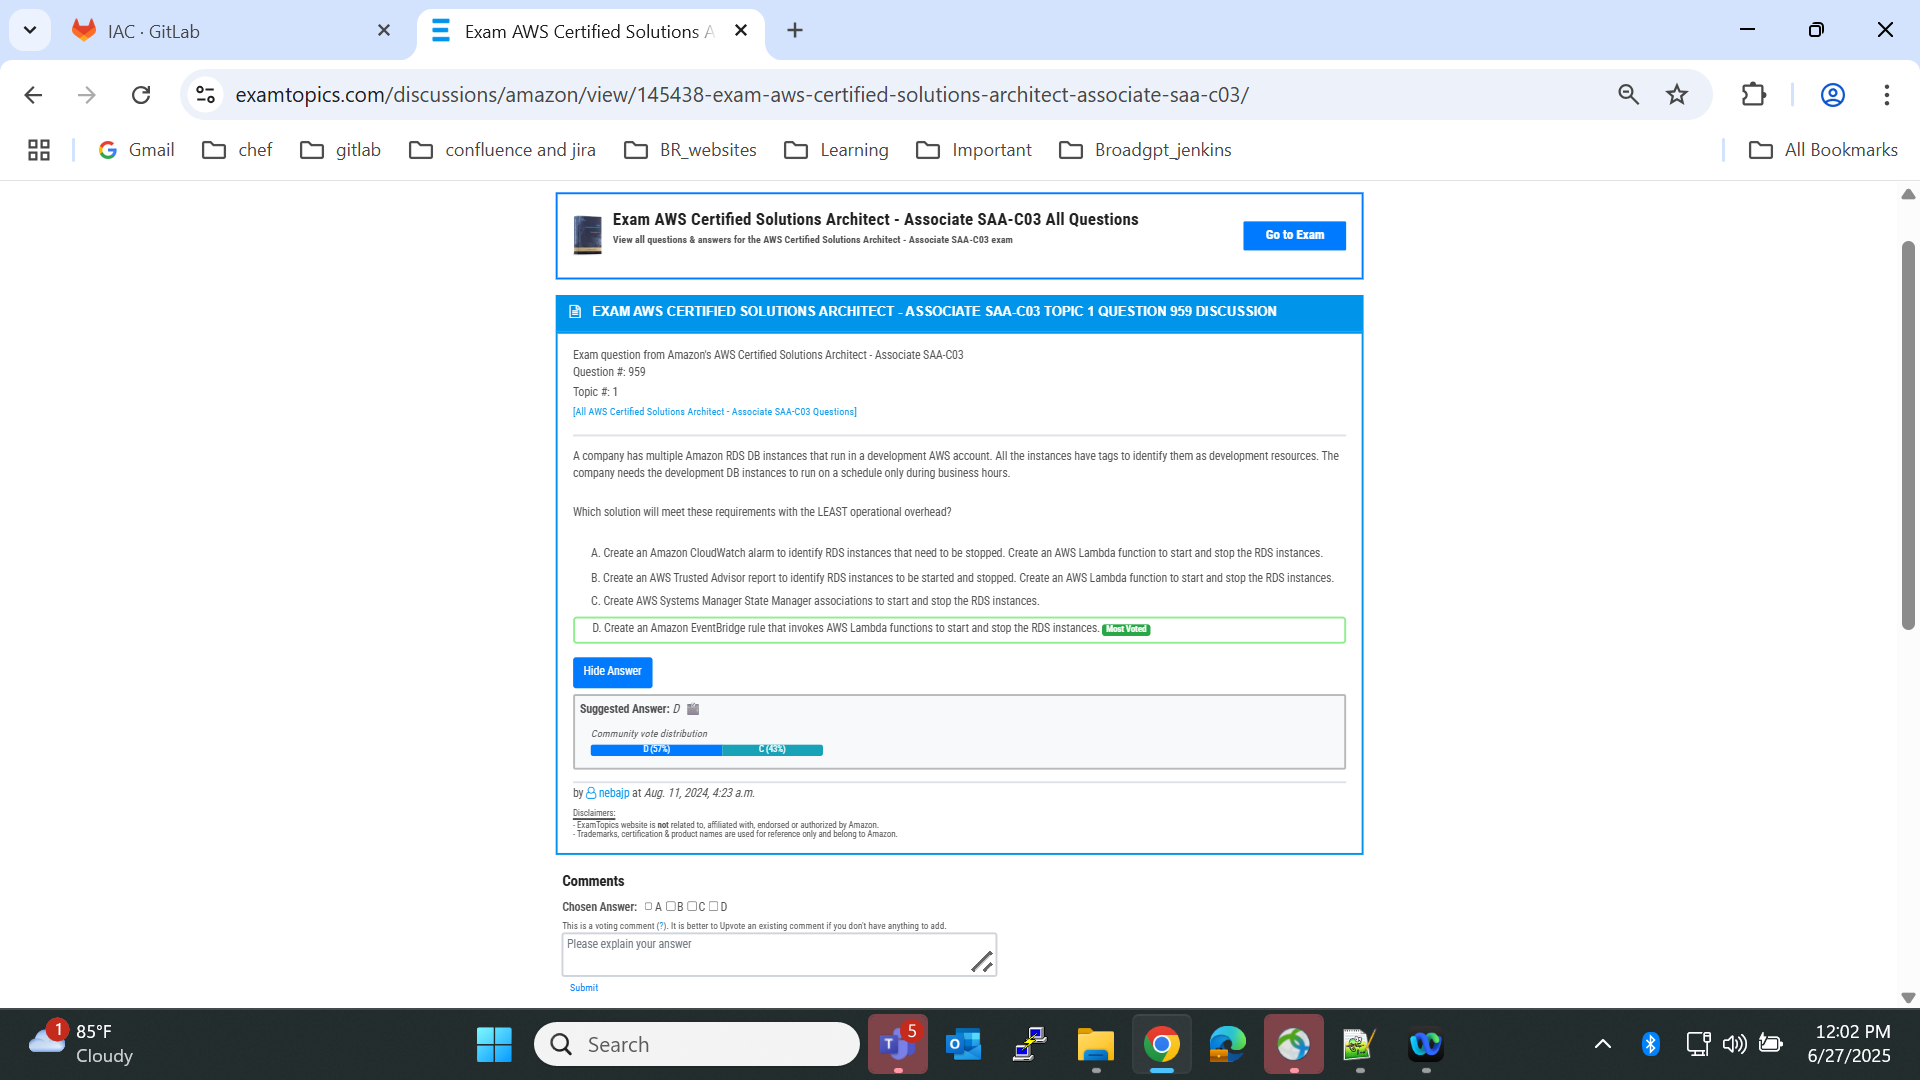 IAC · GitLab
Exam AWS Certified Solutions A
examtopics.com/discussions/amazon/view/145438-exam-aws-certified-solutions-architect-associate-saa-c03/
Gmail
chef
gitlab
confluence and jira
BR_websites
Learning
Important
Broadgpt_jenkins
All Bookmarks
Exam AWS Certified Solutions Architect - Associate SAA-C03 All Questions
View all questions & answers for the AWS Certified Solutions Architect - Associate SAA-C03 exam
Go to Exam
EXAM AWS CERTIFIED SOLUTIONS ARCHITECT - ASSOCIATE SAA-C03 TOPIC 1 QUESTION 959 DISCUSSION
Exam question from Amazon's AWS Certified Solutions Architect - Associate SAA-C03
Question #: 959
Topic #: 1
[All AWS Certified Solutions Architect - Associate SAA-C03 Questions]
A company has multiple Amazon RDS DB instances that run in a development AWS account. All the instances have tags to identify them as development resources. The
company needs the development DB instances to run on a schedule only during business hours.
Which solution will meet these requirements with the LEAST operational overhead?
A. Create an Amazon CloudWatch alarm to identify RDS instances that need to be stopped. Create an AWS Lambda function to start and stop the RDS instances.
B. Create an AWS Trusted Advisor report to identify RDS instances to be started and stopped. Create an AWS Lambda function to start and stop the RDS instances.
C. Create AWS Systems Manager State Manager associations to start and stop the RDS instances.
D. Create an Amazon EventBridge rule that invokes AWS Lambda functions to start and stop the RDS instances. Most Voted
Hide Answer
Suggested Answer: D
Community vote distribution
D (57%)
C (43%)
by nebajp at Aug. 11, 2024, 4:23 a.m.
Disclaimers:
- ExamTopics website is not related to, affiliated with, endorsed or authorized by Amazon.
- Trademarks, certification & product names are used for reference only and belong to Amazon.
Comments
Chosen Answer: A B C D
This is a voting comment (?). It is better to Upvote an existing comment if you don't have anything to add.
Please explain your answer
Submit
1
85°F
Cloudy
Search
5
12:02 PM
6/27/2025